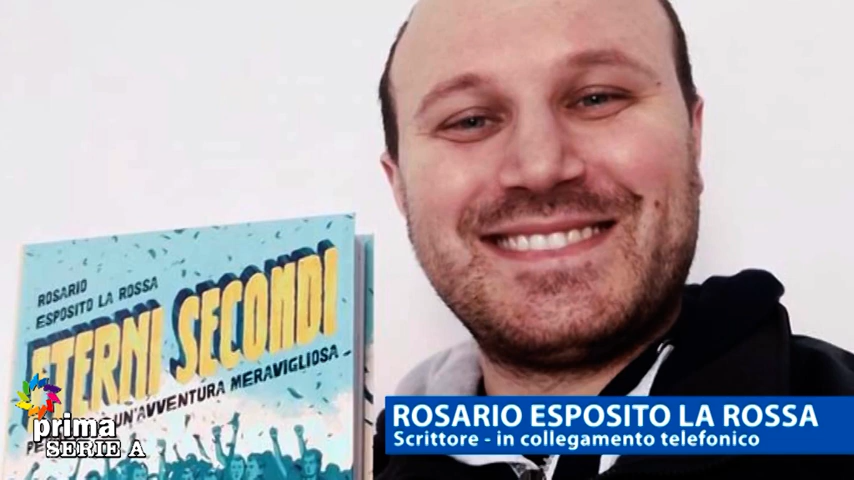 ROSARIO
ESPOSITO LA ROSSA
ETERNI SECONDI
UN'AVVENTURA MERAVIGLIOSA
prima
SERIE A
ROSARIO ESPOSITO LA ROSSA
Scrittore - in collegamento telefonico